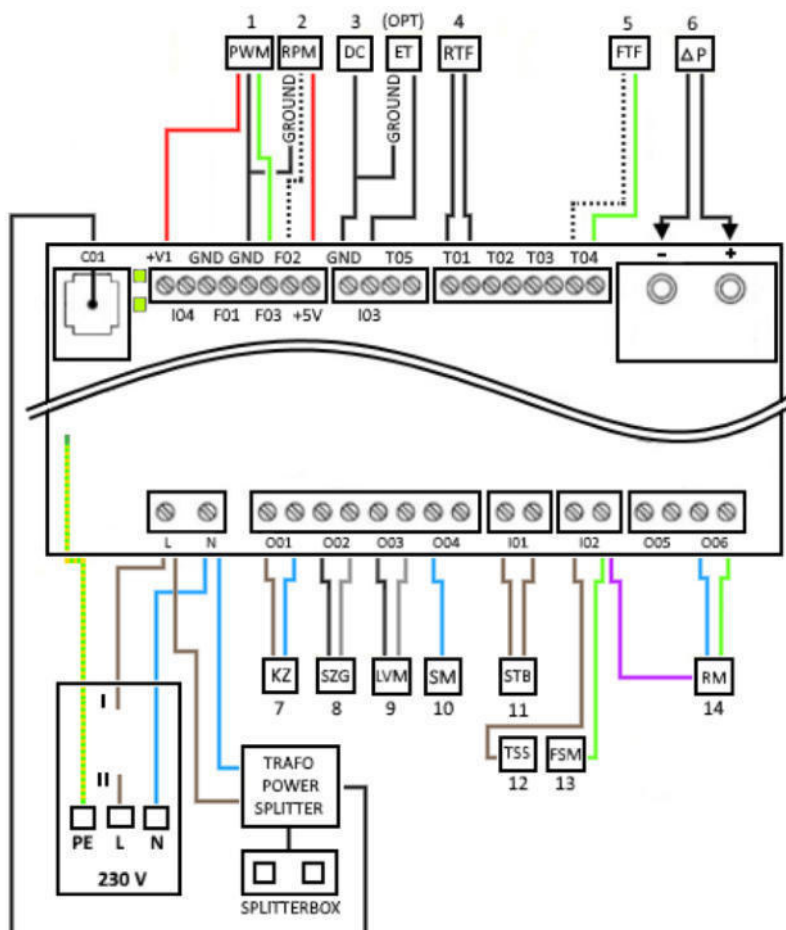 1 2 3 (OPT) 4 5 6
PWM RPM DC ET RTF FTF ΔP
GROUND GROUND
- +
C01 +V1 GND GND F02 GND T05 T01 T02 T03 T04
I04 F01 F03 +5V I03
L N O01 O02 O03 O04 I01 I02 O05 O06
KZ SZG LVM SM STB RM
7 8 9 10 11 14
I
TSS FSM
12 13
TRAFO
POWER
SPLITTER
II
PE L N
230 V
SPLITTERBOX